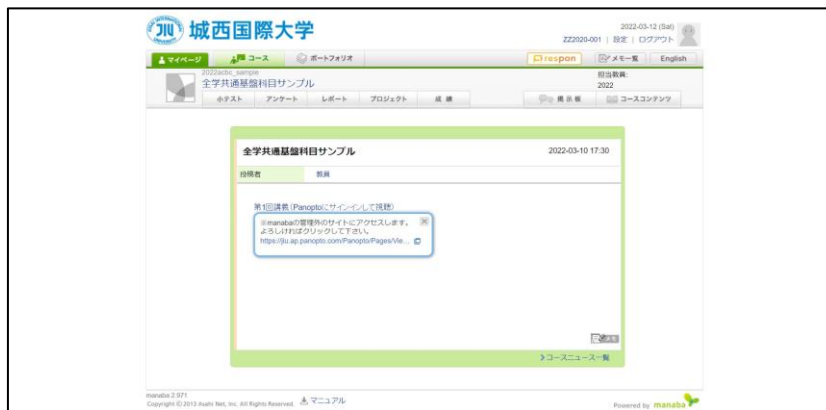 JIU 城西国際大学
2022-03-12 (Sat)
ZZ2020-001 | 設定 | ログアウト
マイページ コース ポートフォリオ respon メモ一覧 English
2022acbc_sample
全学共通基盤科目サンプル
担当教員:
2022
小テスト アンケート レポート プロジェクト 成績 掲示板 コースコンテンツ
全学共通基盤科目サンプル 2022-03-10 17:30
投稿者 教員
第1回講義(Panoptoにサインインして視聴)
※manabaの管理外のサイトにアクセスします。
よろしければクリックして下さい。
https://jiu.ap.panopto.com/Panopto/Pages/Vie...
メモ
コースニュース一覧
manaba 2.971
Copyright (C) 2013 Asahi Net, Inc. All Rights Reserved. マニュアル
Powered by manaba